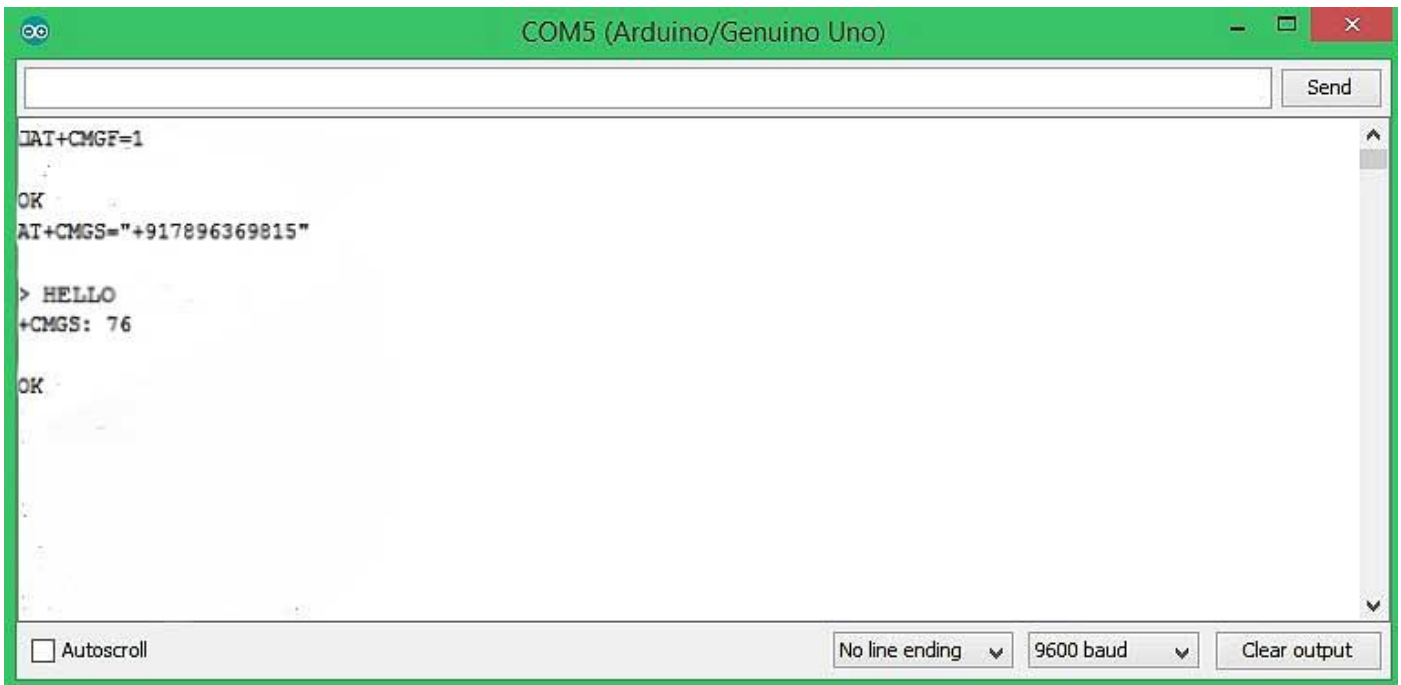 COM5 (Arduino/Genuino Uno)
Send
AT+CMGF=1
OK
AT+CMGS="+917896369815"
> HELLO
+CMGS: 76
OK
Autoscroll
No line ending
9600 baud
Clear output